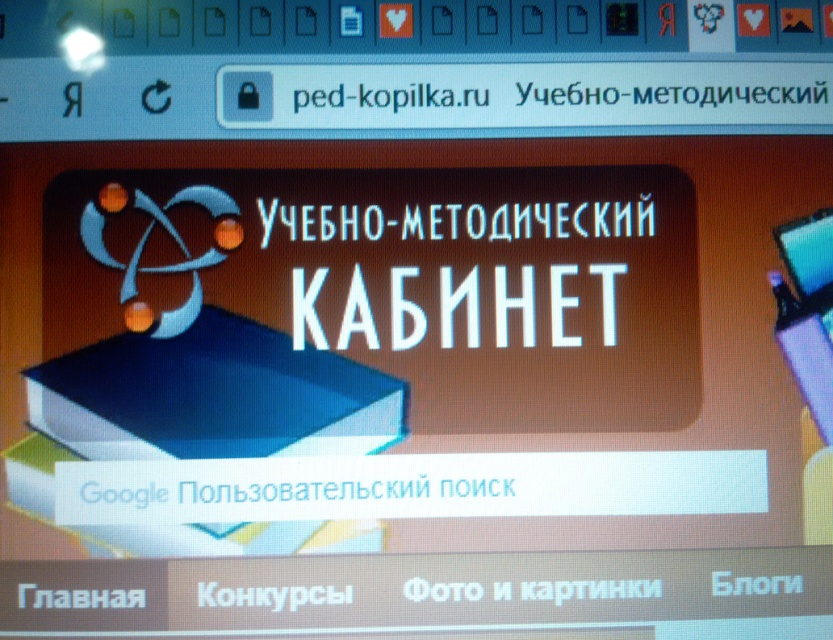 Я ped-kopilka.ru Учебно-методический
УЧЕБНО-МЕТОДИЧЕСКИЙ
КАБИНЕТ
Google Пользовательский поиск
Главная Конкурсы Фото и картинки Блоги